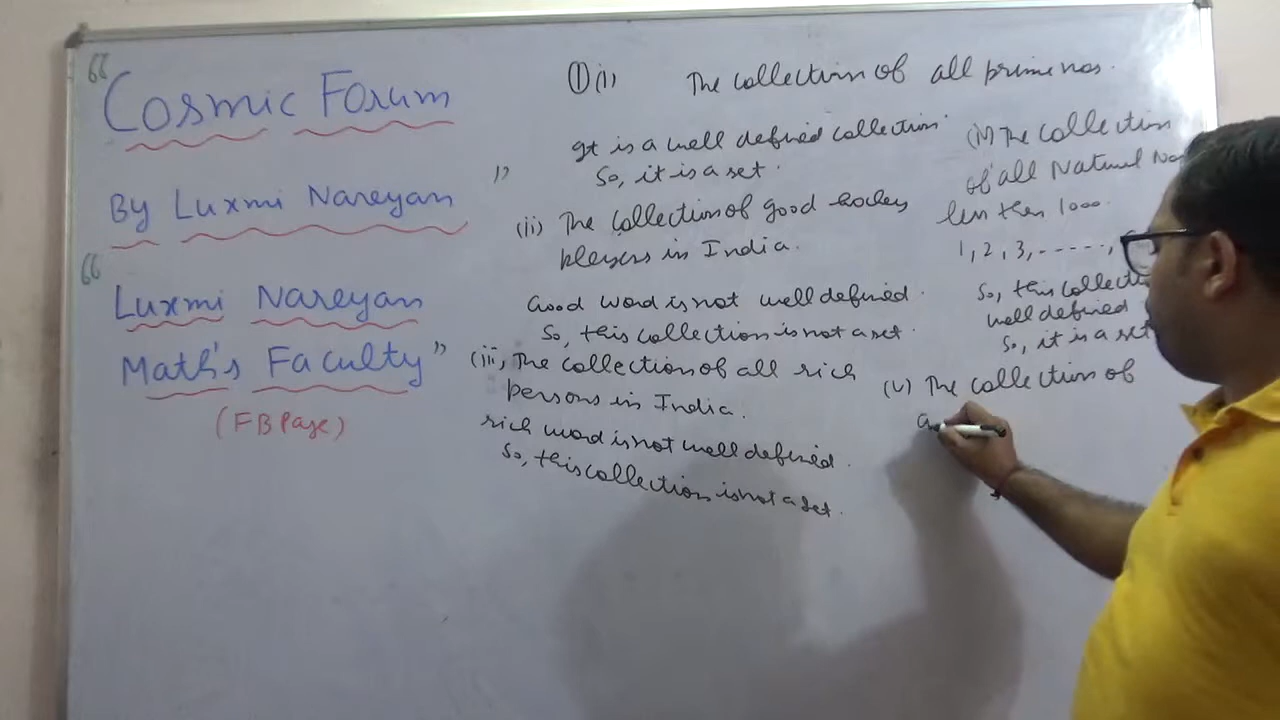 “
Cosmic Forum
”
By Luxmi Narayan
“
Luxmi Narayan
Math's Faculty”
(FB Page)
① (i) The collection of all prime nos.
It is a well defined collection.
So, it is a set.
(ii) The collection of good hockey
players in India.
Good word is not well defined.
So, this collection is not a set.
(iii) The collection of all rich
persons in India.
rich word is not well defined.
So, this collection is not a set.
(iv) The collection
of all Natural No
less than 1000.
1, 2, 3, -----,
So, this collecti
well defined
So, it is a set
(v) The collection of